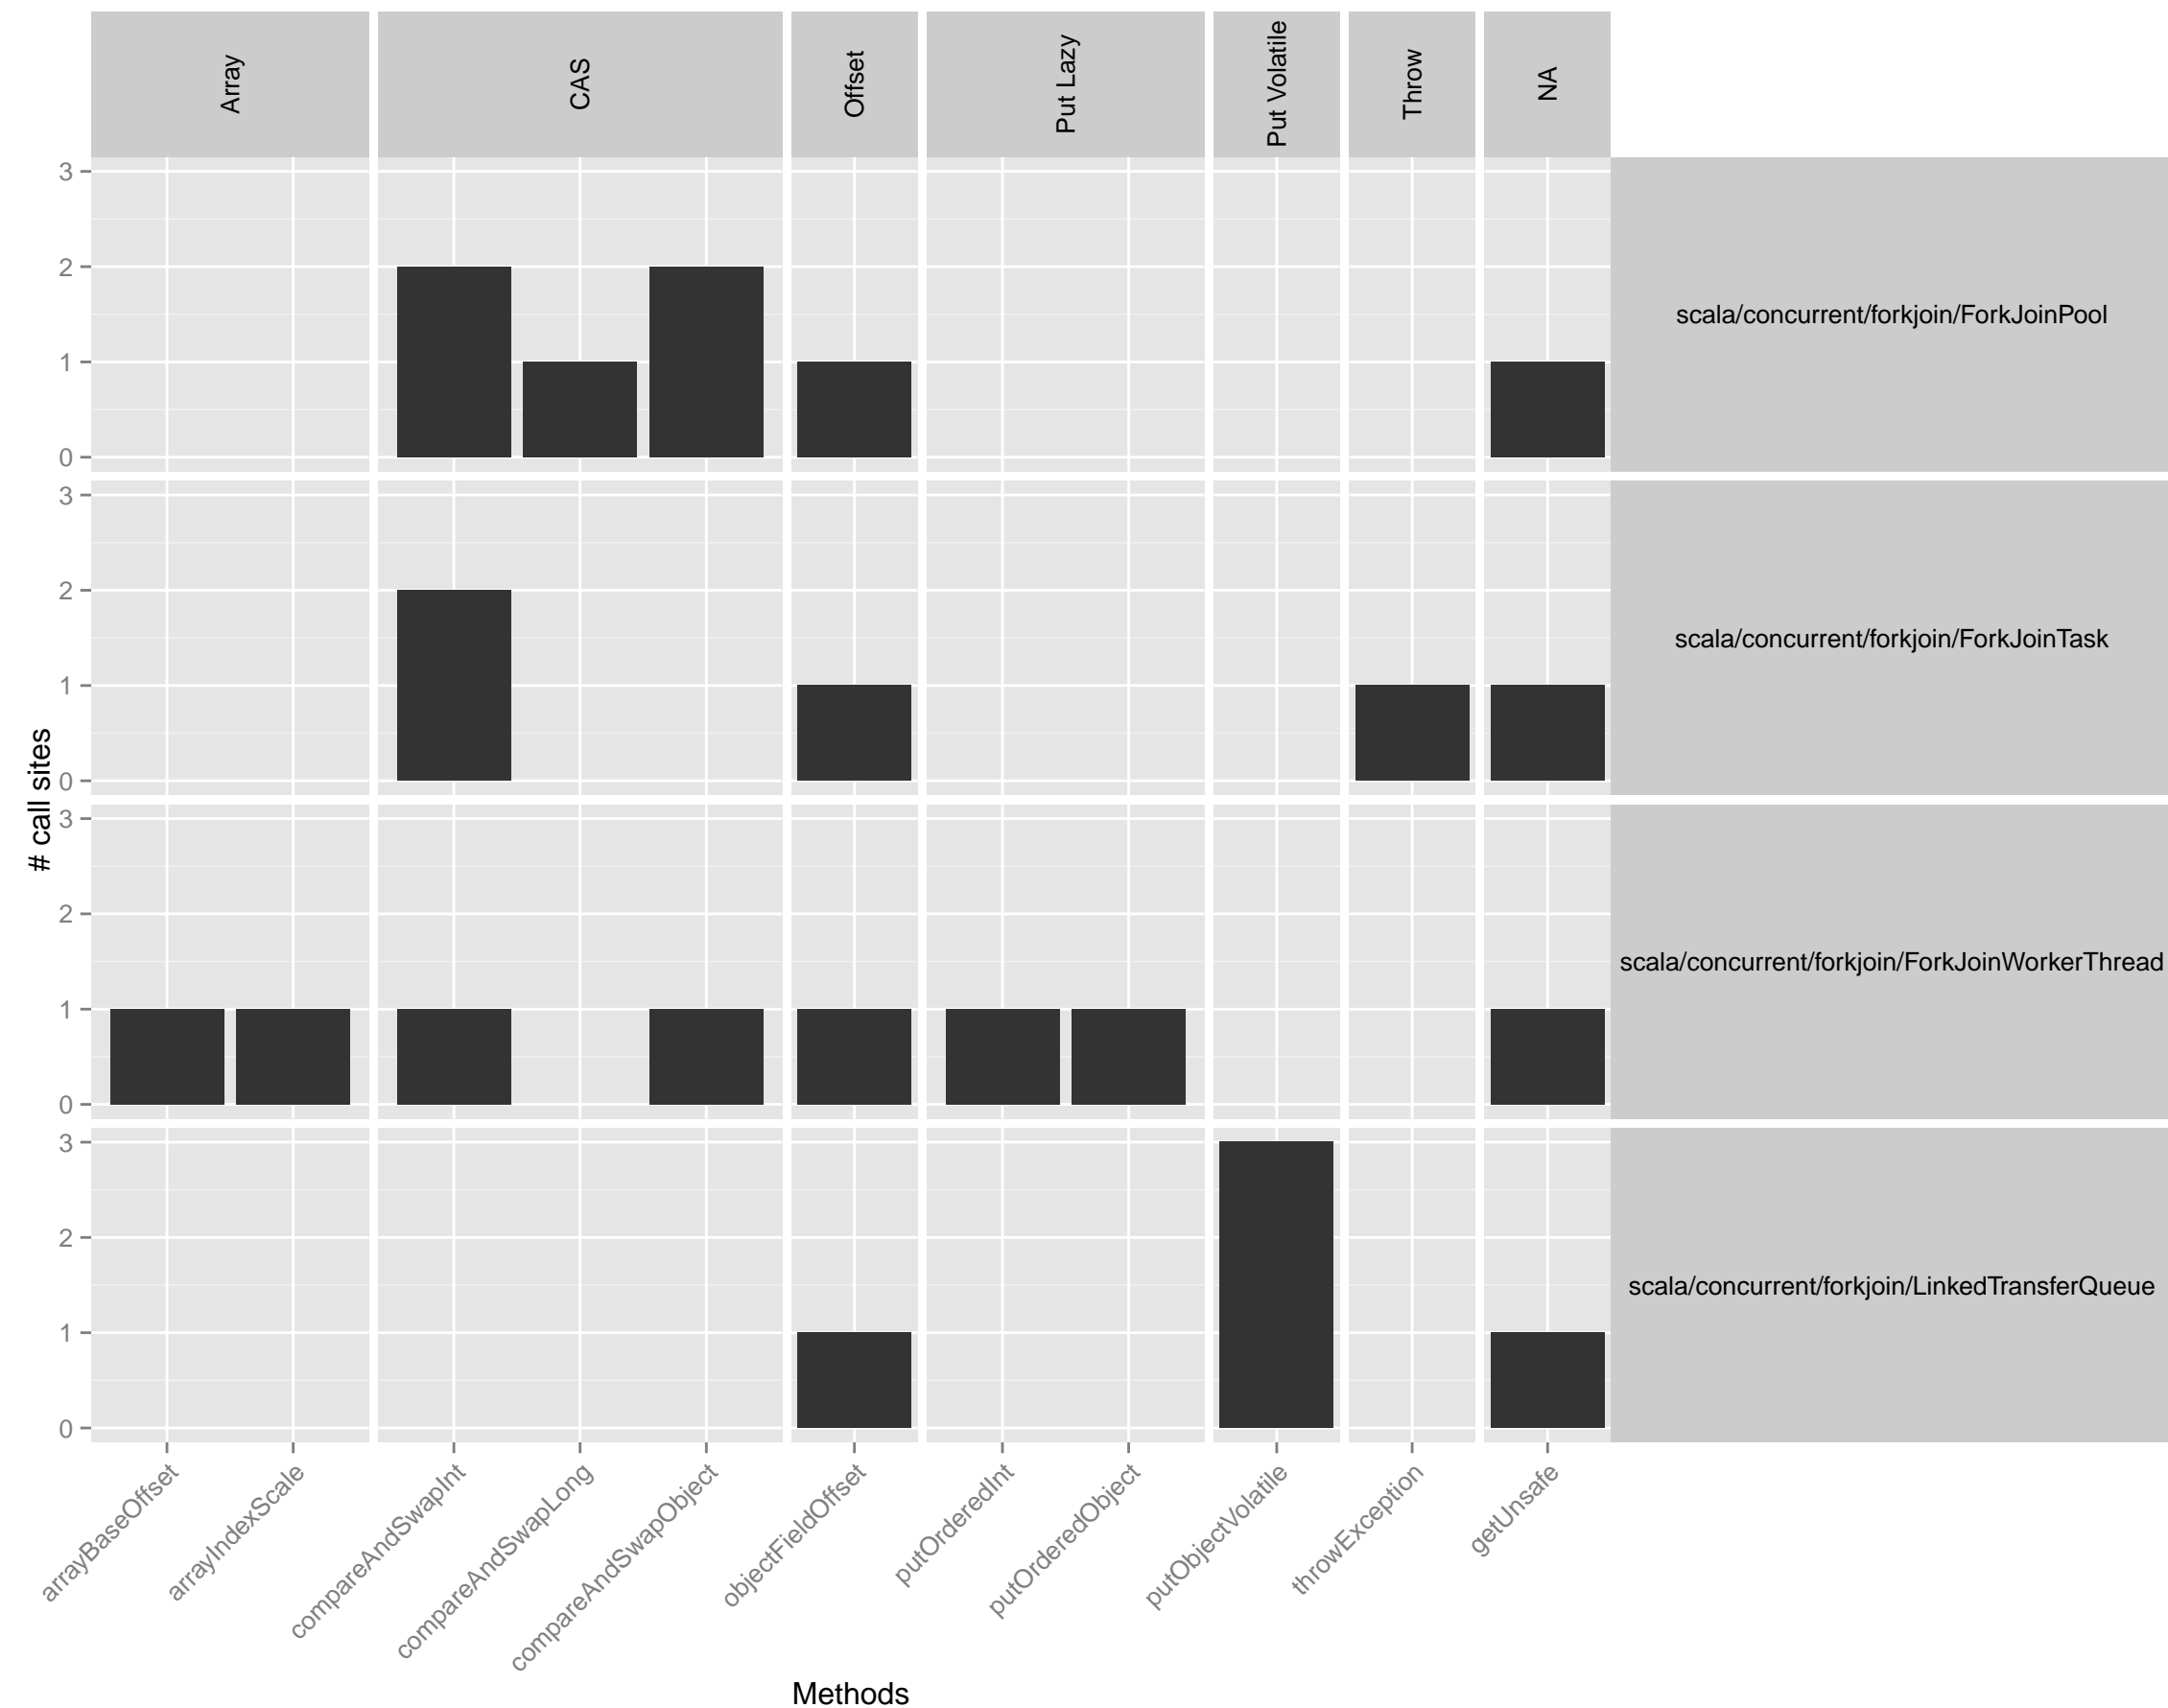 Array
CAS
Offset
Put Lazy
Put Volatile
Throw
NA
3
2
1
0
scala/concurrent/forkjoin/ForkJoinPool
3
2
1
0
scala/concurrent/forkjoin/ForkJoinTask
# call sites
3
2
1
0
scala/concurrent/forkjoin/ForkJoinWorkerThread
3
2
1
0
scala/concurrent/forkjoin/LinkedTransferQueue
arrayBaseOffset
arrayIndexScale
compareAndSwapInt
compareAndSwapLong
compareAndSwapObject
objectFieldOffset
putOrderedInt
putOrderedObject
putObjectVolatile
throwException
getUnsafe
Methods